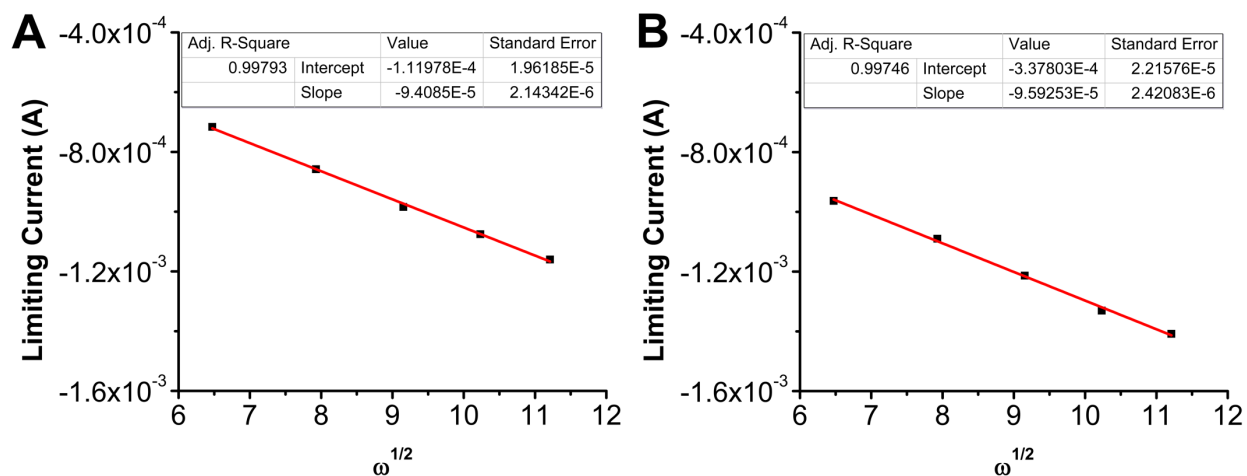 A
-4.0x10⁻⁴
Adj. R-Square Value Standard Error
0.99793 Intercept -1.11978E-4 1.96185E-5
Slope -9.4085E-5 2.14342E-6
-8.0x10⁻⁴
-1.2x10⁻³
-1.6x10⁻³
Limiting Current (A)
6 7 8 9 10 11 12
ω¹/²
B
-4.0x10⁻⁴
Adj. R-Square Value Standard Error
0.99746 Intercept -3.37803E-4 2.21576E-5
Slope -9.59253E-5 2.42083E-6
-8.0x10⁻⁴
-1.2x10⁻³
-1.6x10⁻³
Limiting Current (A)
6 7 8 9 10 11 12
ω¹/²